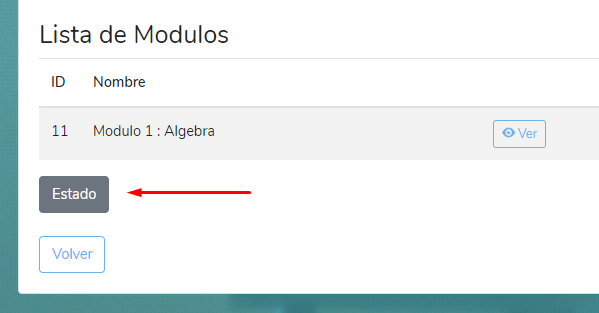 Lista de Modulos
ID Nombre
11 Modulo 1 : Algebra Ver
Estado
Volver